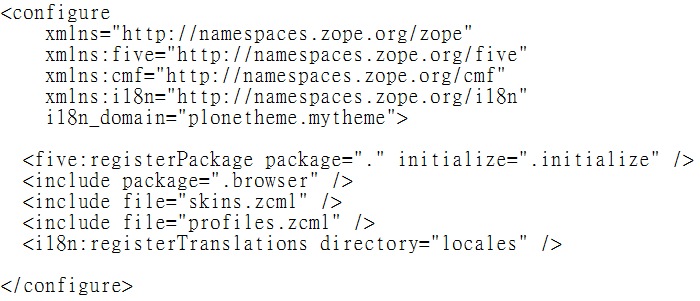 <configure
    xmlns="http://namespaces.zope.org/zope"
    xmlns:five="http://namespaces.zope.org/five"
    xmlns:cmf="http://namespaces.zope.org/cmf"
    xmlns:i18n="http://namespaces.zope.org/i18n"
    i18n_domain="plonetheme.mytheme">

  <five:registerPackage package="." initialize=".initialize" />
  <include package=".browser" />
  <include file="skins.zcml" />
  <include file="profiles.zcml" />
  <i18n:registerTranslations directory="locales" />

</configure>